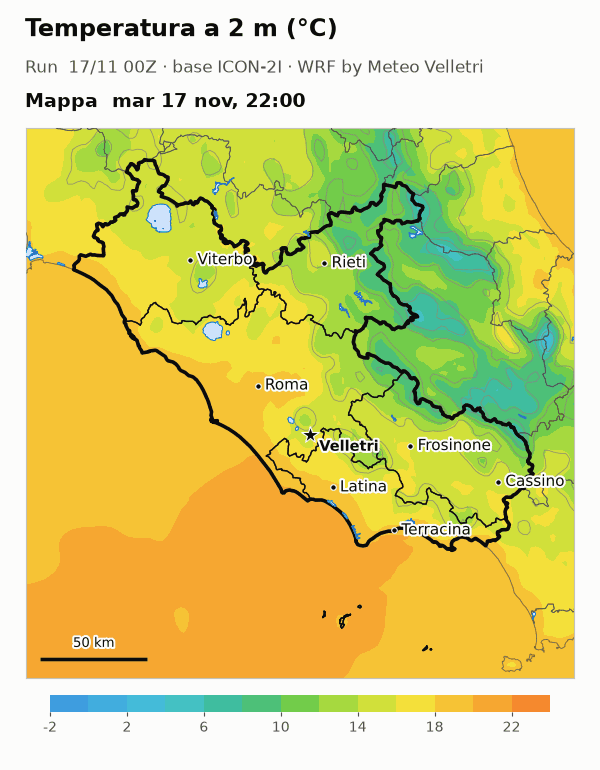 Temperatura a 2 m (°C)
Run  17/11 00Z · base ICON-2I · WRF by Meteo Velletri
Mappa  mar 17 nov, 22:00
Viterbo
Rieti
Roma
Velletri
Frosinone
Cassino
Latina
Terracina
50 km
-2 2 6 10 14 18 22